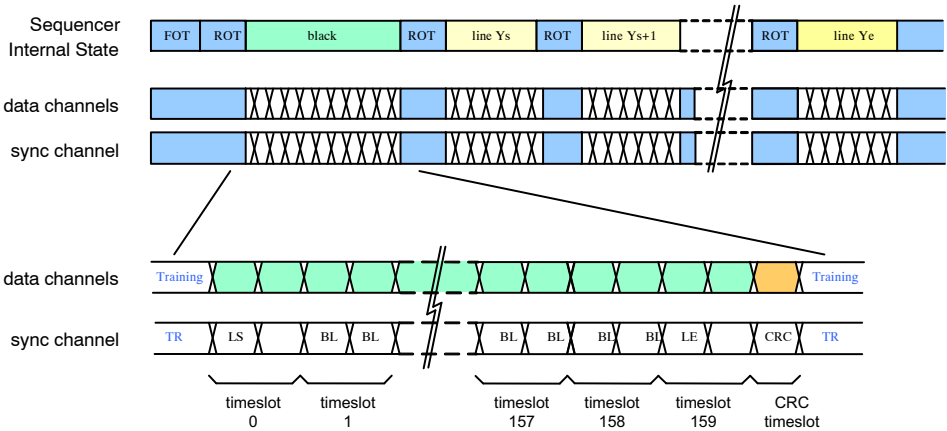 Sequencer
Internal State
FOT ROT black ROT line Ys ROT line Ys+1 ROT line Ye
data channels
sync channel
data channels Training Training
sync channel TR LS BL BL BL BL BL BL LE CRC TR
timeslot timeslot timeslot timeslot timeslot CRC
0 1 157 158 159 timeslot